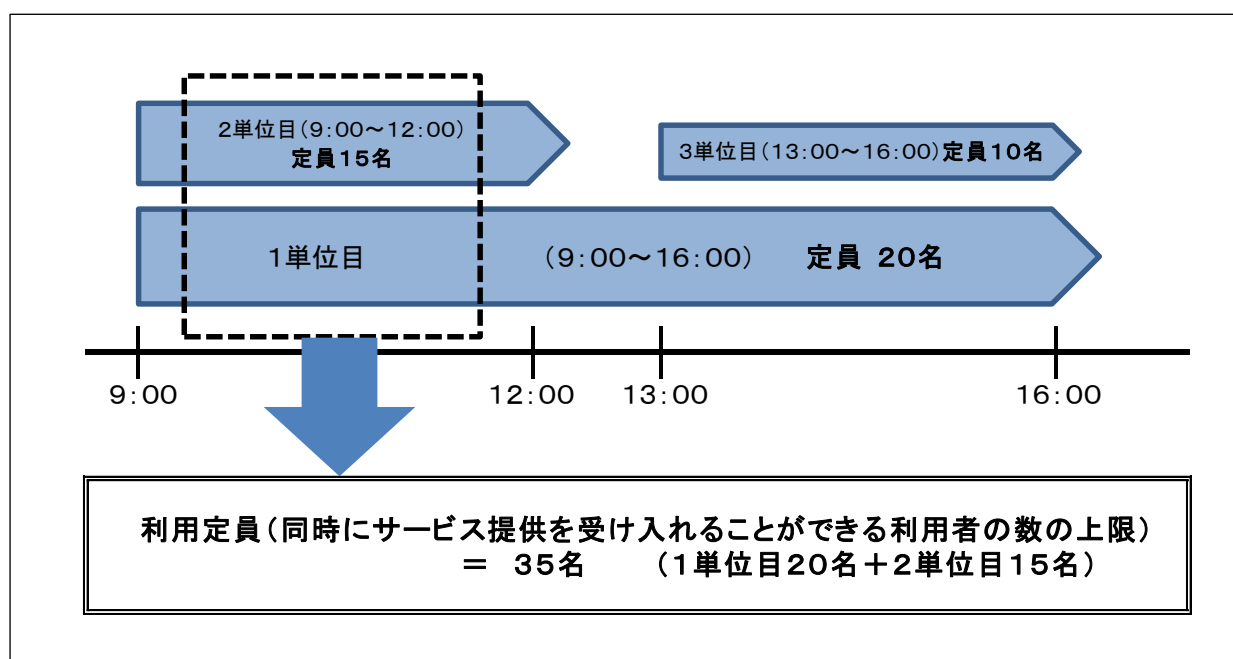 2単位目(9:00～12:00)
定員15名
3単位目(13:00～16:00)定員10名
1単位目 (9:00～16:00) 定員 20名
9:00 12:00 13:00 16:00
利用定員(同時にサービス提供を受け入れることができる利用者の数の上限)
＝ 35名 (1単位目20名＋2単位目15名)